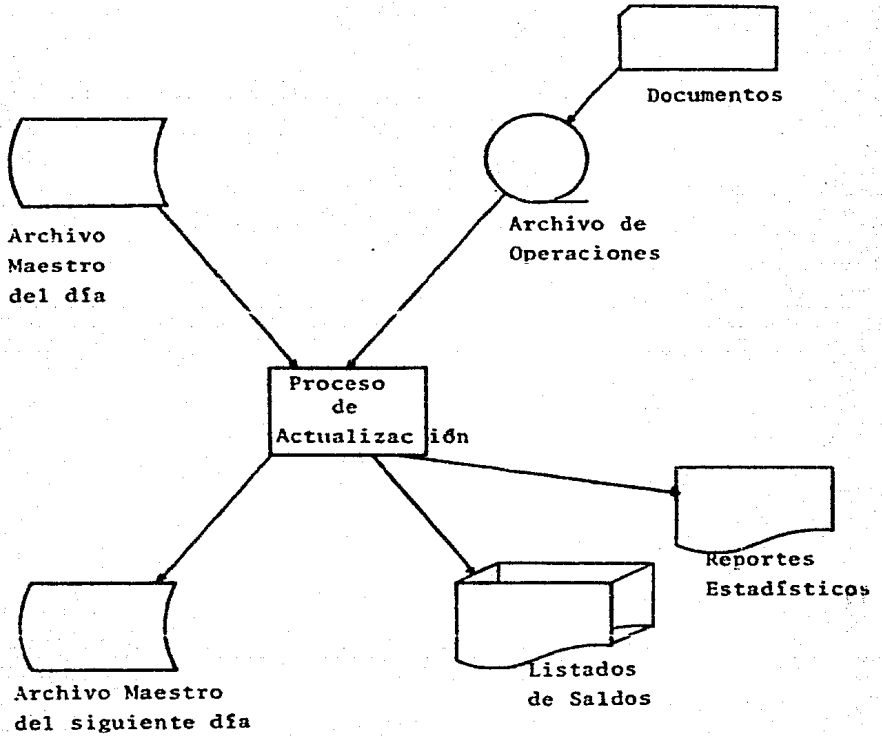 Documentos
Archivo
Maestro
del día
Archivo de
Operaciones
Proceso
de
Actualización
Reportes
Estadísticos
Listados
de Saldos
Archivo Maestro
del siguiente día